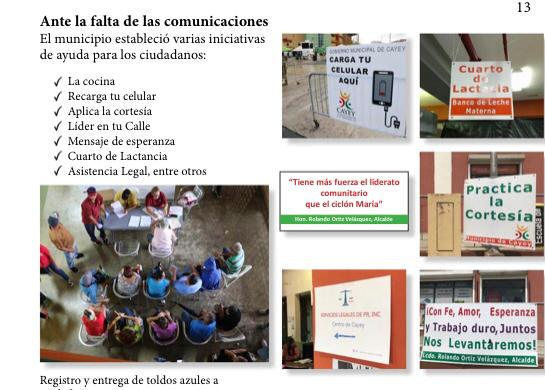 13
Ante la falta de las comunicaciones
El municipio estableció varias iniciativas
de ayuda para los ciudadanos:
✓ La cocina
✓ Recarga tu celular
✓ Aplica la cortesía
✓ Líder en tu Calle
✓ Mensaje de esperanza
✓ Cuarto de Lactancia
✓ Asistencia Legal, entre otros
Registro y entrega de toldos azules a
GOBIERNO MUNICIPAL DE CAYEY
CARGA TU
CELULAR
AQUÍ
CAYEY
Cuarto
de
Lactancia
Banco de Leche
Materna
“Tiene más fuerza el liderato
comunitario
que el ciclón María”
Hon. Rolando Ortiz Velázquez, Alcalde
Practica
la
Cortesía
Municipio de Cayey
Escuela de
SERVICIOS LEGALES DE PR, INC.
Centro de Cayey
¡Con Fe, Amor, Esperanza
y Trabajo duro, Juntos
Nos Levantàremos!
Lcdo. Rolando Ortiz Velázquez, Alcalde